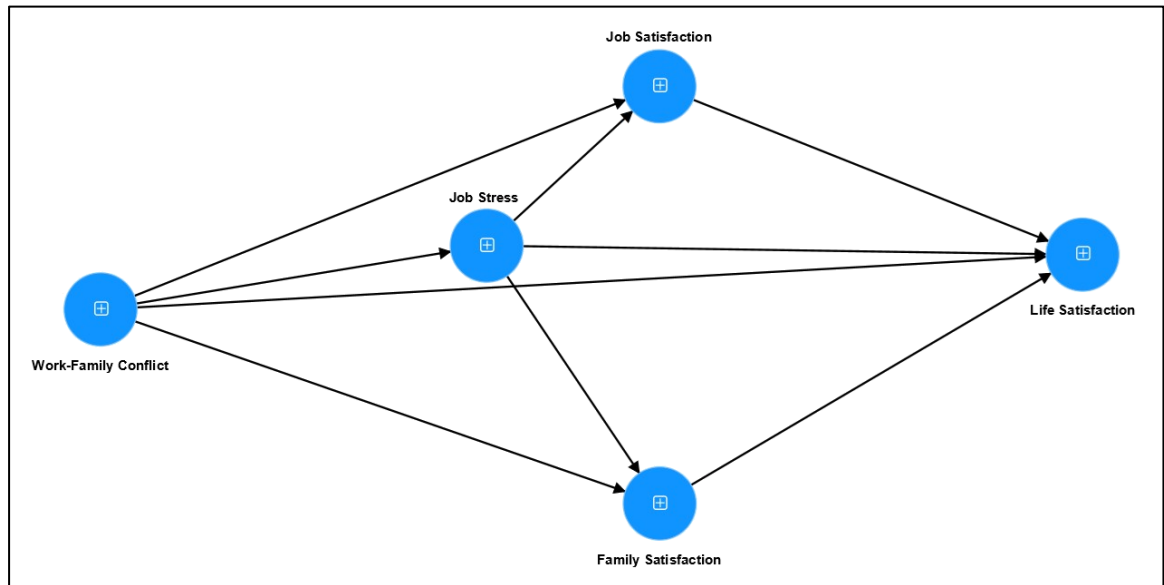 Job Satisfaction
Job Stress
Work-Family Conflict
Life Satisfaction
Family Satisfaction